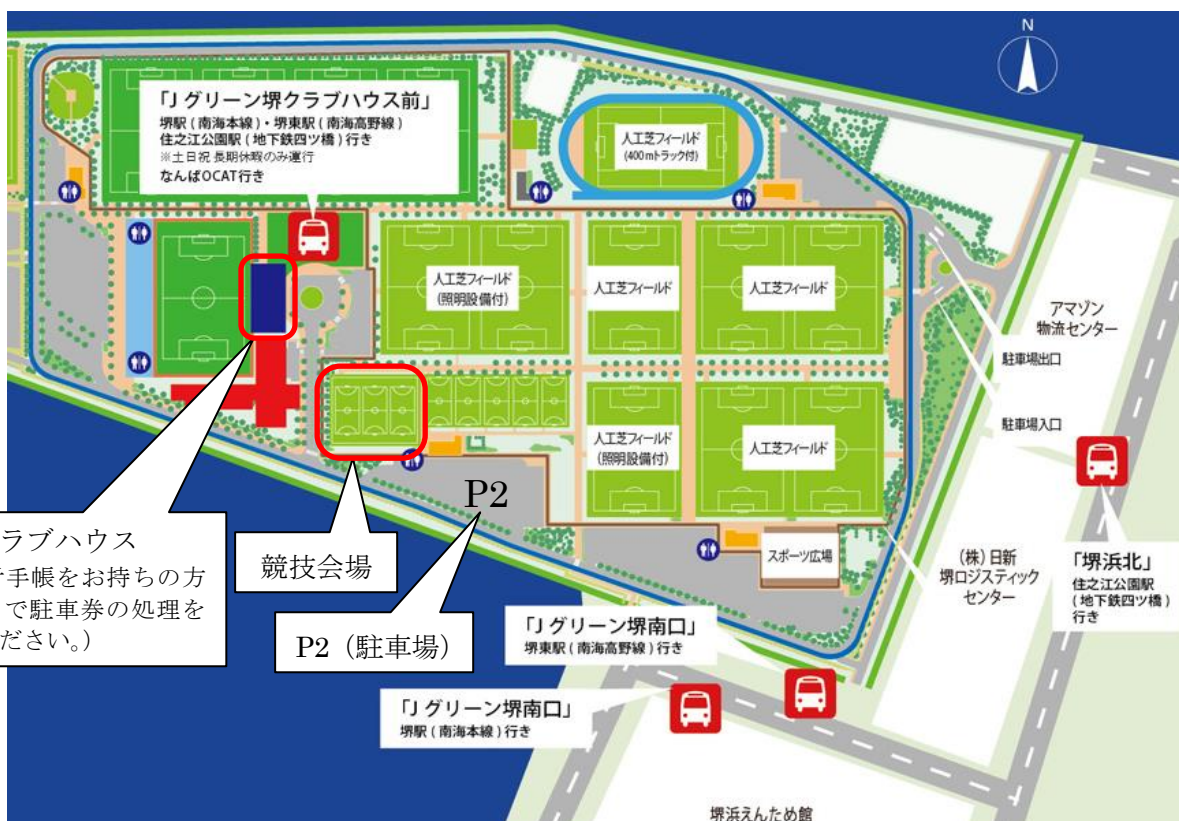 N
「J グリーン堺クラブハウス前」
堺駅 ( 南海本線 )・堺東駅 ( 南海高野線 )
住之江公園駅 ( 地下鉄四ツ橋 ) 行き
※土日祝 長期休暇のみ運行
なんばOCAT行き
人工芝フィールド
(400mトラック付)
人工芝フィールド
(照明設備付)
人工芝フィールド
人工芝フィールド
アマゾン
物流センター
駐車場出口
駐車場入口
人工芝フィールド
(照明設備付)
人工芝フィールド
P2
ラブハウス
手帳をお持ちの方
で駐車券の処理を
ださい。）
競技会場
P2（駐車場）
スポーツ広場
(株) 日新
堺ロジスティック
センター
「堺浜北」
住之江公園駅
( 地下鉄四ツ橋 )
行き
「J グリーン堺南口」
堺東駅 ( 南海高野線 ) 行き
「J グリーン堺南口」
堺駅 ( 南海本線 ) 行き
堺浜えんため館